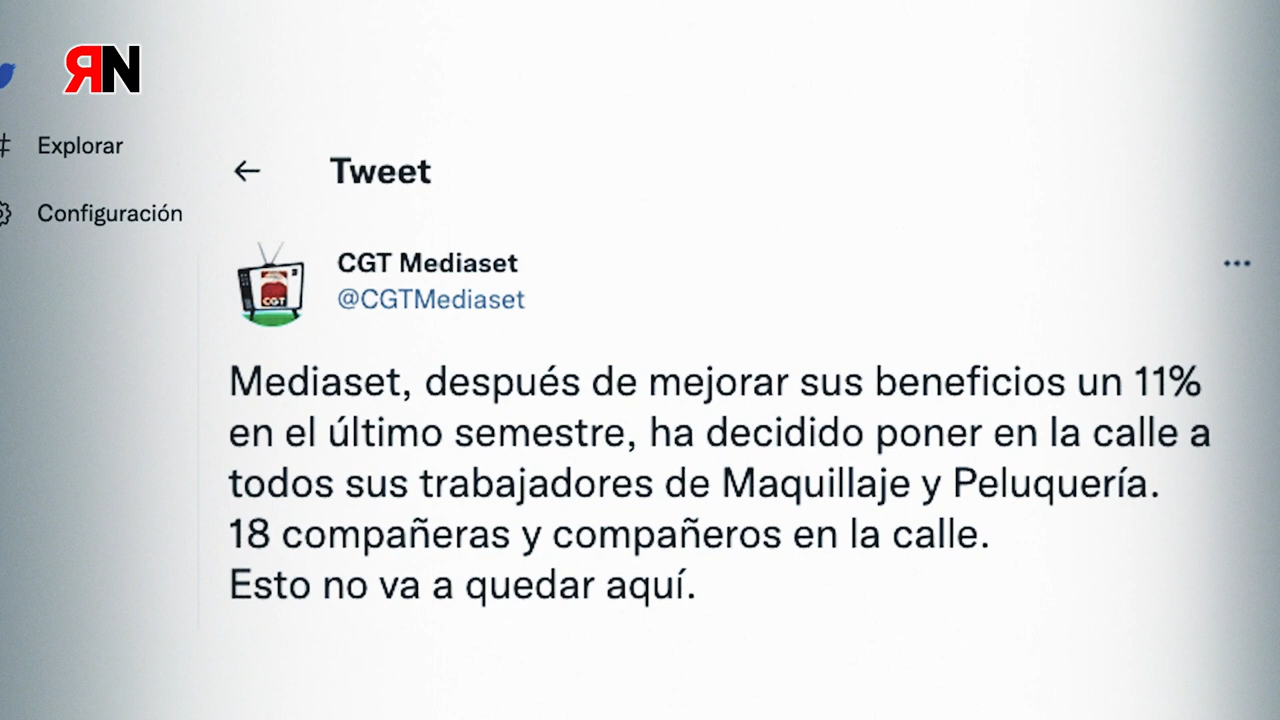 ЯN
Explorar
Configuración
Tweet
CGT Mediaset
@CGTMediaset
CGT
Mediaset, después de mejorar sus beneficios un 11%
en el último semestre, ha decidido poner en la calle a
todos sus trabajadores de Maquillaje y Peluquería.
18 compañeras y compañeros en la calle.
Esto no va a quedar aquí.